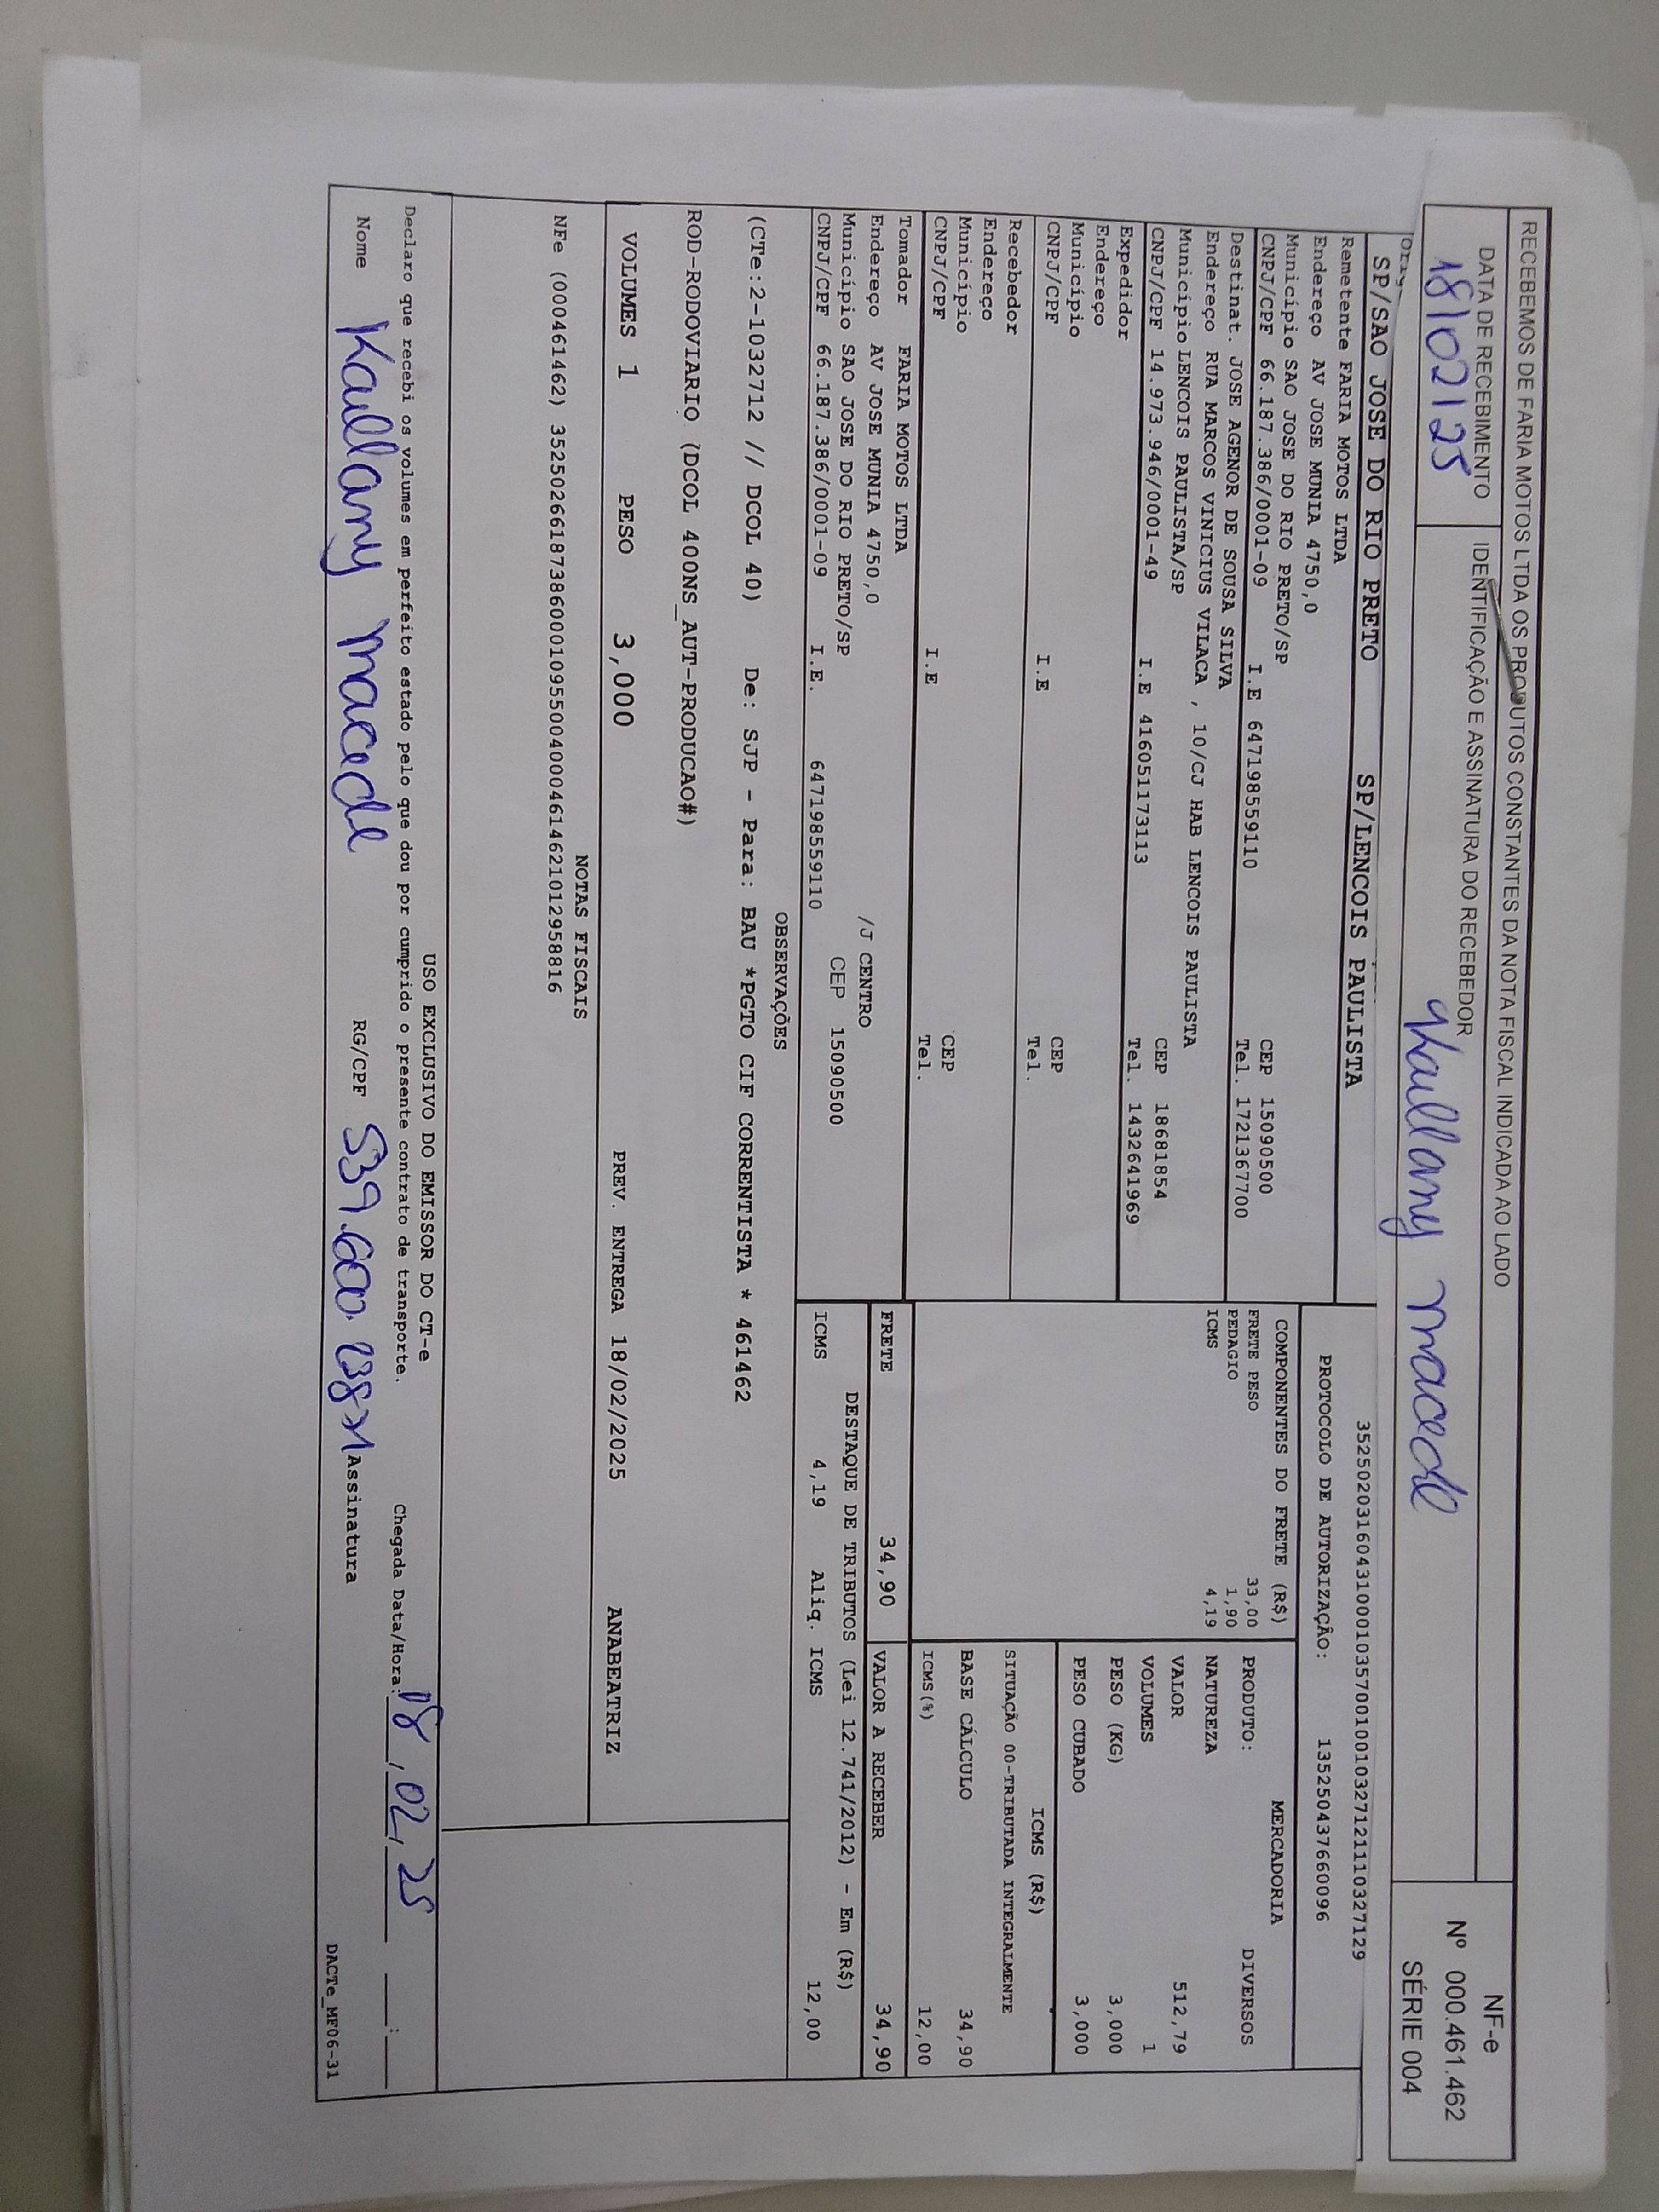 RECEBEMOS DE FARIA MOTOS LTDA OS PRODUTOS CONSTANTES DA NOTA FISCAL INDICADA AO LADO
DATA DE RECEBIMENTO IDENTIFICAÇÃO E ASSINATURA DO RECEBEDOR
18/02/25 Kaullany Macedo
NF-e
Nº 000.461.462
SÉRIE 004
SP/SAO JOSE DO RIO PRETO SP/LENCOIS PAULISTA
Remetente FARIA MOTOS LTDA
Endereço AV JOSE MUNIA 4750,0
Município SAO JOSE DO RIO PRETO/SP CEP 15090500
CNPJ/CPF 66.187.386/0001-09 I.E 647198559110 Tel. 1721367700
Destinat. JOSE AGENOR DE SOUSA SILVA
Endereço RUA MARCOS VINICIUS VILACA , 10/CJ HAB LENCOIS PAULISTA
Município LENCOIS PAULISTA/SP CEP 18681854
CNPJ/CPF 14.973.946/0001-49 I.E 416051173113 Tel. 1432641969
Expedidor
Endereço
Município CEP
CNPJ/CPF I.E Tel.
Recebedor
Endereço
Município CEP
CNPJ/CPF I.E Tel.
Tomador FARIA MOTOS LTDA
Endereço AV JOSE MUNIA 4750,0 /J CENTRO
Município SAO JOSE DO RIO PRETO/SP CEP 15090500
CNPJ/CPF 66.187.386/0001-09 I.E. 647198559110
35250203160431000103570010010327121110327129
PROTOCOLO DE AUTORIZAÇÃO: 135250437660096
COMPONENTES DO FRETE (R$)
FRETE PESO 33,00
PEDAGIO 1,90
ICMS 4,19
MERCADORIA
PRODUTO: DIVERSOS
NATUREZA
VALOR 512,79
VOLUMES 1
PESO (KG) 3,000
PESO CUBADO 3,000
ICMS (R$)
SITUAÇÃO 00-TRIBUTADA INTEGRALMENTE
BASE CÁLCULO 34,90
ICMS(%) 12,00
FRETE 34,90 VALOR A RECEBER 34,90
DESTAQUE DE TRIBUTOS (Lei 12.741/2012) - Em (R$)
ICMS 4,19 Aliq. ICMS 12,00
OBSERVAÇÕES
(CTe:2-1032712 // DCOL 40) De: SJP - Para: BAU *PGTO CIF CORRENTISTA * 461462
ROD-RODOVIARIO (DCOL 40ONS_AUT-PRODUCAO#)
VOLUMES 1 PESO 3,000 PREV. ENTREGA 18/02/2025 ANABEATRIZ
NOTAS FISCAIS
NFe (000461462) 35250266187386000109550040004614621012958816
USO EXCLUSIVO DO EMISSOR DO CT-e
Declaro que recebi os volumes em perfeito estado pelo que dou por cumprido o presente contrato de transporte. Chegada Data/Hora: 18/02/25 __:__
Nome Kaullany Macedo RG/CPF Assinatura
DACTe_MF06-31